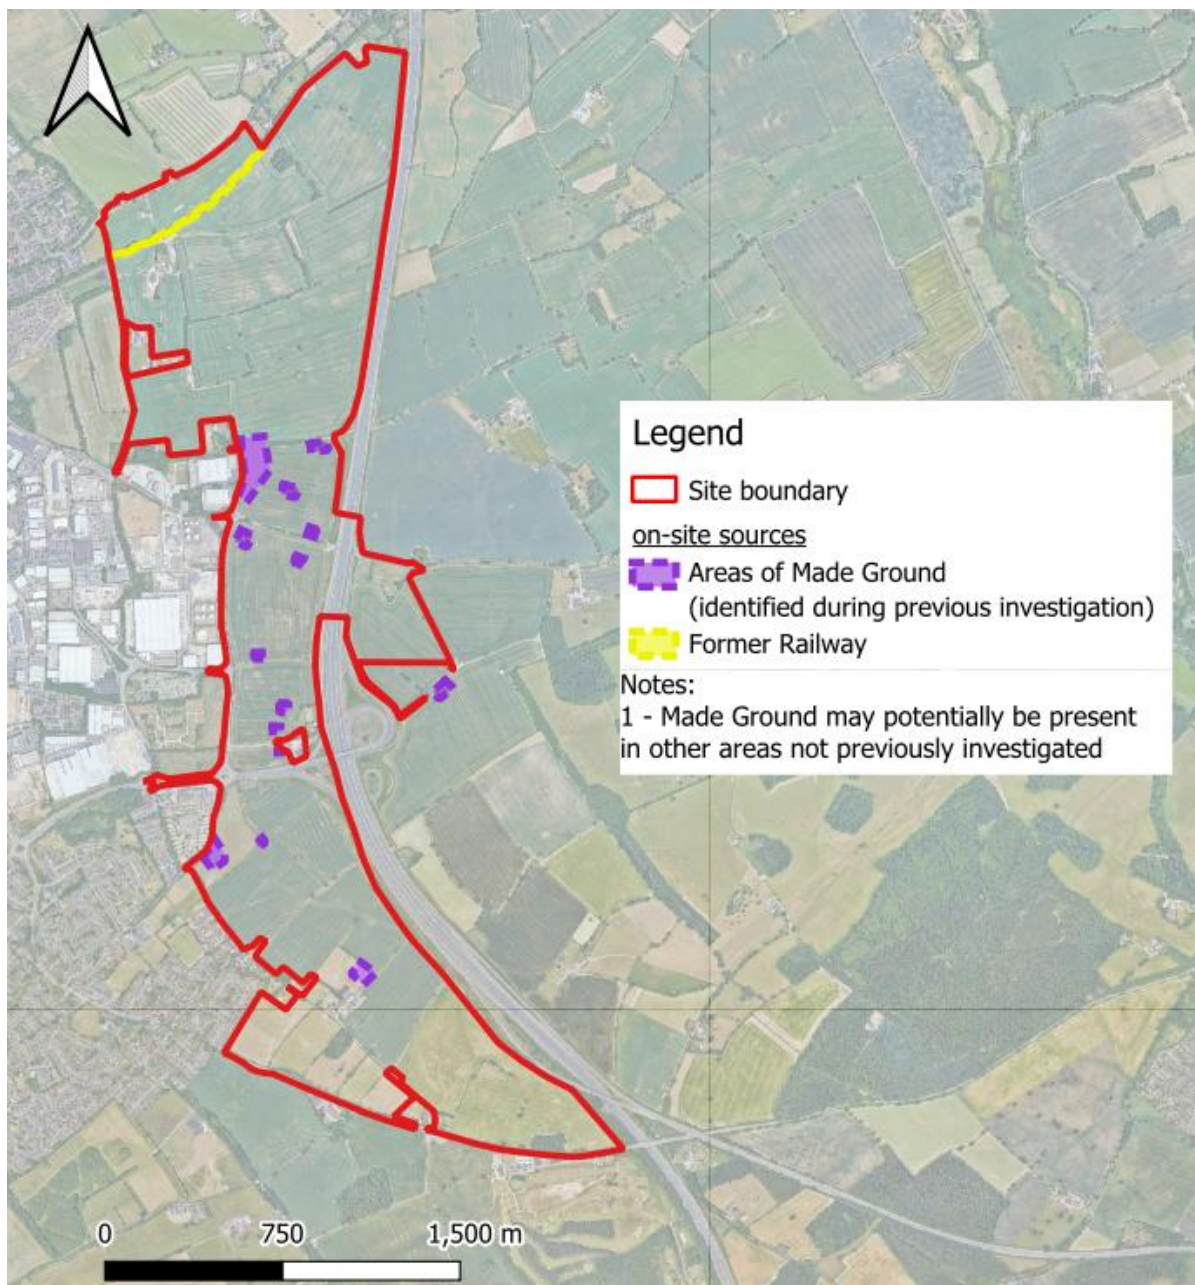 Legend
Site boundary
on-site sources
Areas of Made Ground
(identified during previous investigation)
Former Railway
Notes:
1 - Made Ground may potentially be present
in other areas not previously investigated
0 750 1,500 m